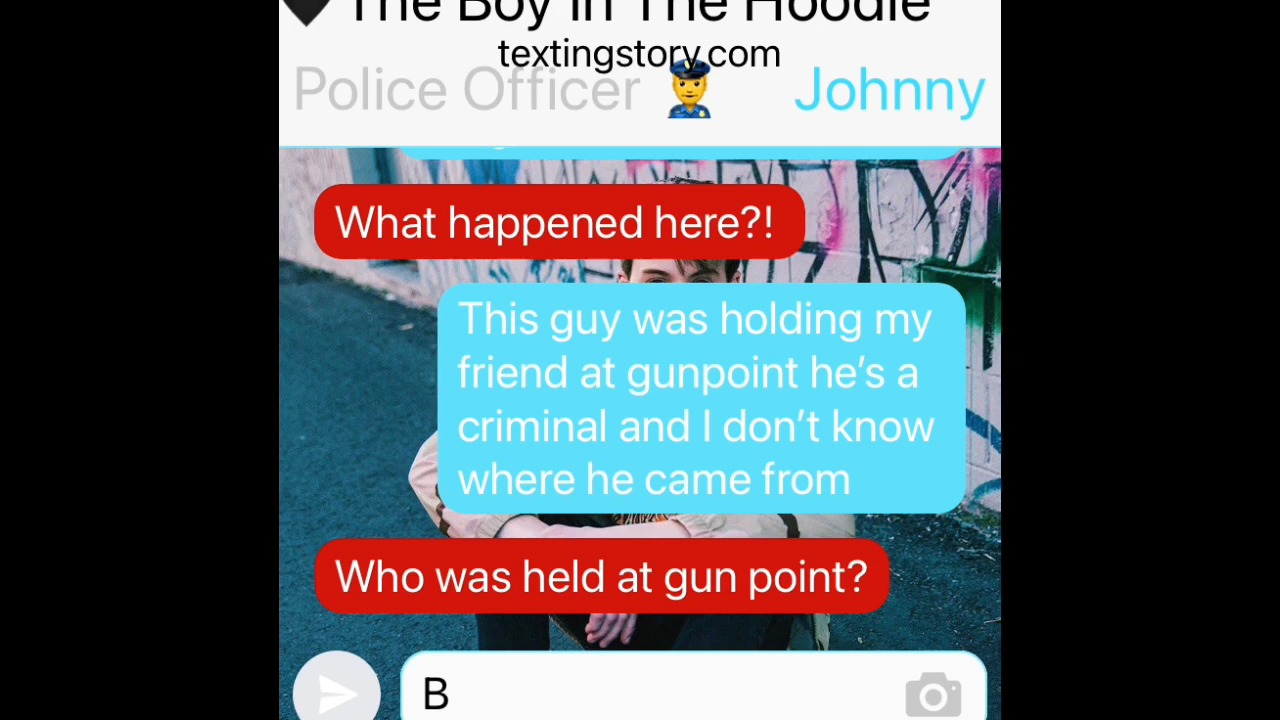 The Boy In The Hoodie
textingstory.com
Police Officer Johnny
What happened here?!
This guy was holding my
friend at gunpoint he’s a
criminal and I don’t know
where he came from
Who was held at gun point?
B